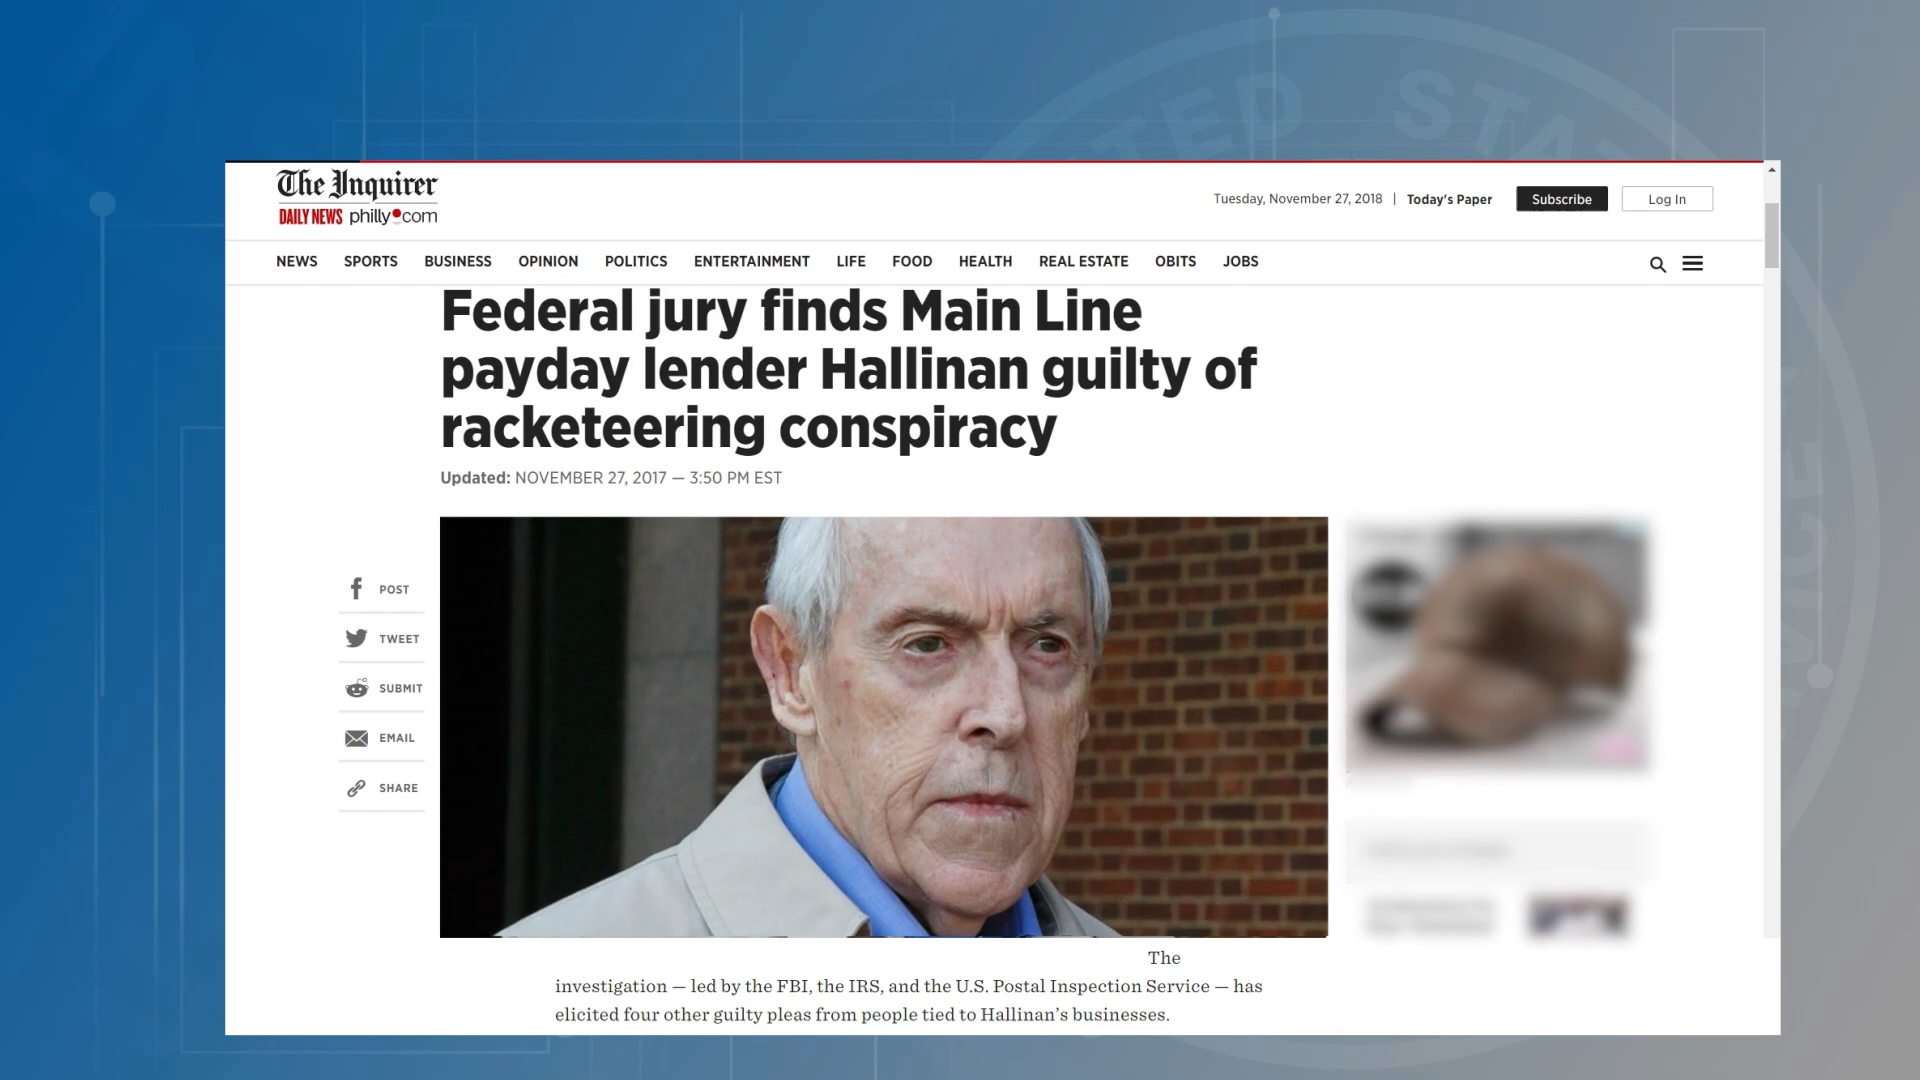 TED STAT
The Inquirer
DAILY NEWS philly.com
Tuesday, November 27, 2018 | Today's Paper Subscribe Log In
NEWS SPORTS BUSINESS OPINION POLITICS ENTERTAINMENT LIFE FOOD HEALTH REAL ESTATE OBITS JOBS
Federal jury finds Main Line
payday lender Hallinan guilty of
racketeering conspiracy
Updated: NOVEMBER 27, 2017 — 3:50 PM EST
POST
TWEET
SUBMIT
EMAIL
SHARE
The
investigation — led by the FBI, the IRS, and the U.S. Postal Inspection Service — has
elicited four other guilty pleas from people tied to Hallinan’s businesses.